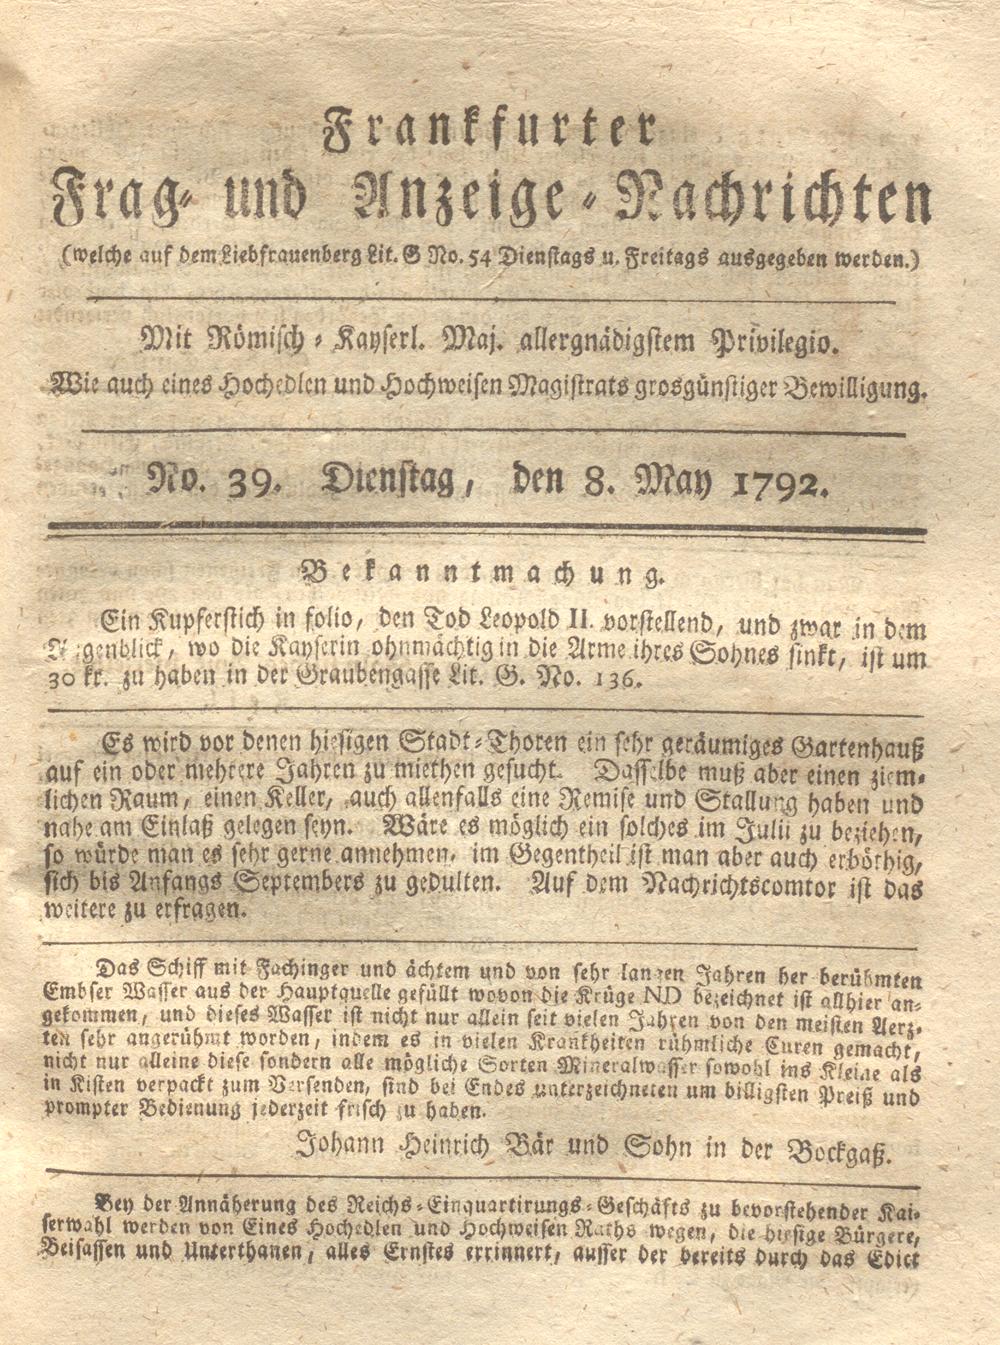 Frankfurter
Frag- und Anzeige-Nachrichten
(welche auf dem Liebfrauenberg Lit. G No. 54 Dienstags u. Freitags ausgegeben werden.)
Mit Römisch-Kayserl. Maj. allergnädigstem Privilegio.
Wie auch eines Hochedlen und Hochweisen Magistrats grosgünstiger Bewilligung.
No. 39. Dienstag, den 8. May 1792.
Bekanntmachung.
Ein Kupferstich in folio, den Tod Leopold II. vorstellend, und zwar in dem
Augenblick, wo die Kayserin ohnmächtig in die Arme ihres Sohnes sinkt, ist um
30 kr. zu haben in der Graubengasse Lit. G. No. 136.
Es wird vor denen hiesigen Stadt-Thoren ein sehr geräumiges Gartenhauß
auf ein oder mehrere Jahren zu miethen gesucht. Dasselbe muß aber einen ziem-
lichen Raum, einen Keller, auch allenfalls eine Remise und Stallung haben und
nahe am Einlaß gelegen seyn. Wäre es möglich ein solches im Julii zu beziehen,
so würde man es sehr gerne annehmen, im Gegentheil ist man aber auch erböthig,
sich bis Anfangs Septembers zu gedulten. Auf dem Nachrichtscomtor ist das
weitere zu erfragen.
Das Schiff mit Fachinger und ächtem und von sehr langen Jahren her berühmten
Embser Wasser aus der Hauptquelle gefüllt wovon die Krüge ND bezeichnet ist allhier an-
gekommen, und dieses Wasser ist nicht nur allein seit vielen Jahren von den meisten Aerz-
ten sehr angerühmt worden, indem es in vielen Krankheiten rühmliche Curen gemacht,
nicht nur alleine diese sondern alle mögliche Sorten Mineralwasser sowohl ins Kleine als
in Kisten verpackt zum Versenden, sind bei Endes unterzeichneten um billigsten Preiß und
prompter Bedienung jederzeit frisch zu haben.
Johann Heinrich Bär und Sohn in der Bockgaß.
Bey der Annäherung des Reichs-Einquartirungs-Geschäfts zu bevorstehender Kai-
serwahl werden von Eines Hochedlen und Hochweisen Raths wegen, die hiesige Bürgere,
Beisassen und Unterthanen, alles Ernstes errinnert, ausser der bereits durch das Edict